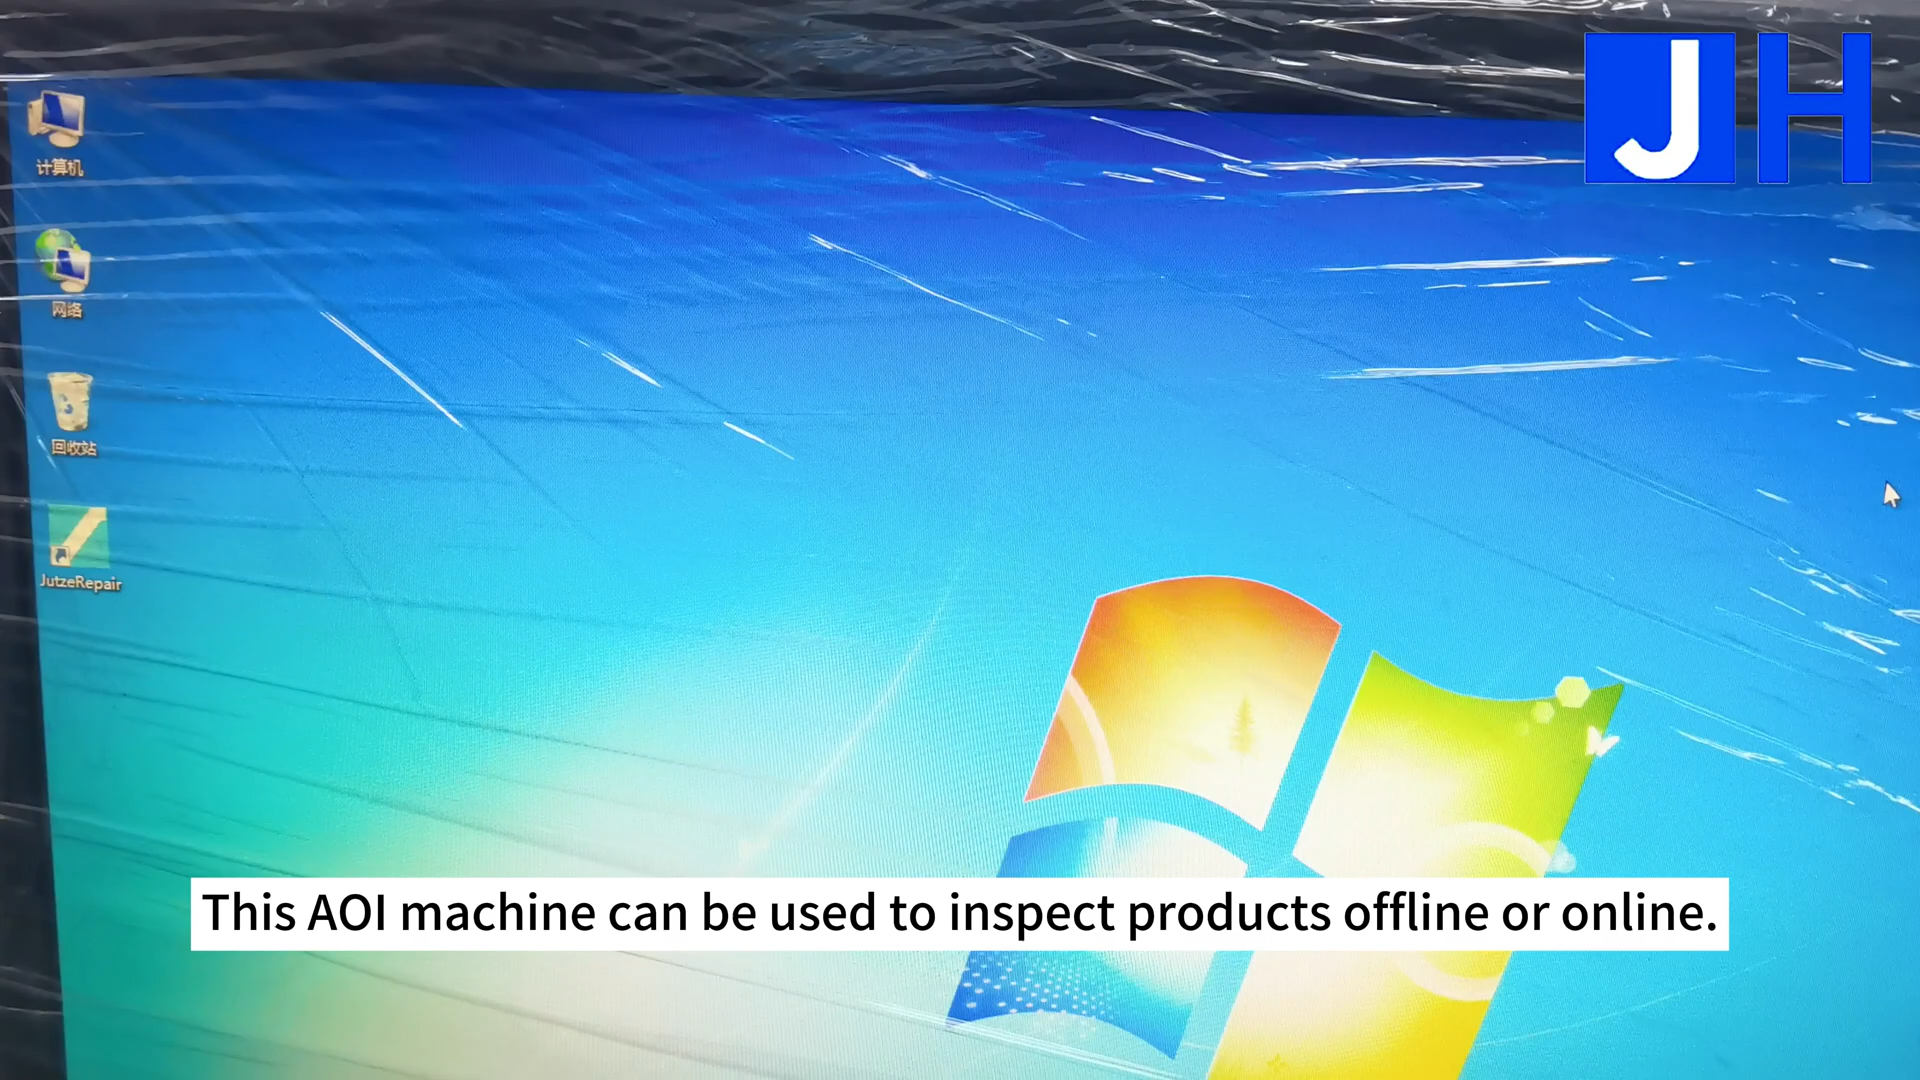 JH
计算机
网络
回收站
JutzeRepair
This AOI machine can be used to inspect products offline or online.